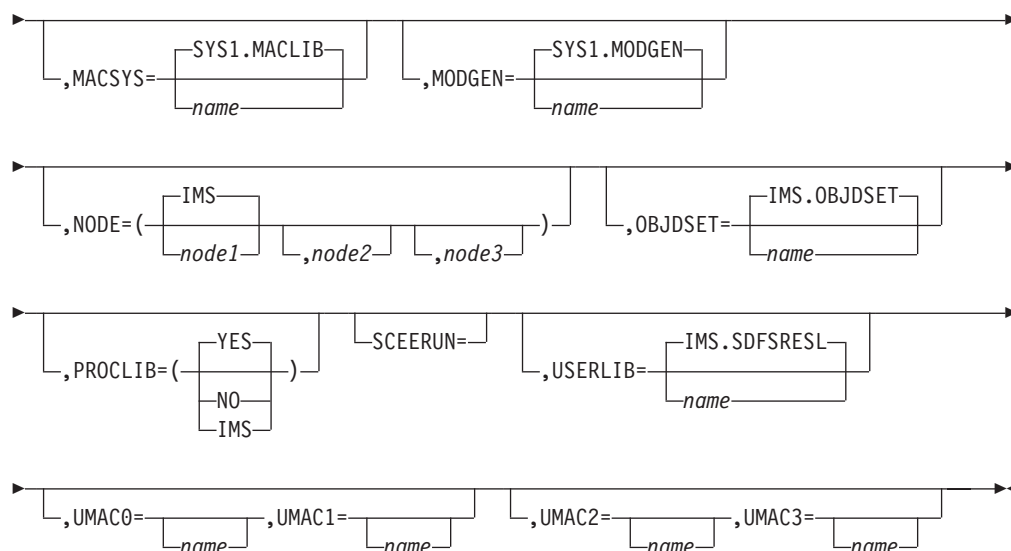 SYS1.MACLIB SYS1.MODGEN
,MACSYS= ,MODGEN=
name name
IMS IMS.OBJDSET
,NODE=( ) ,OBJDSET=
node1 ,node2 ,node3 name
YES SCEERUN= IMS.SDFSRESL
,PROCLIB=( ) ,USERLIB=
NO name
IMS
,UMAC0= ,UMAC1= ,UMAC2= ,UMAC3=
name name name name